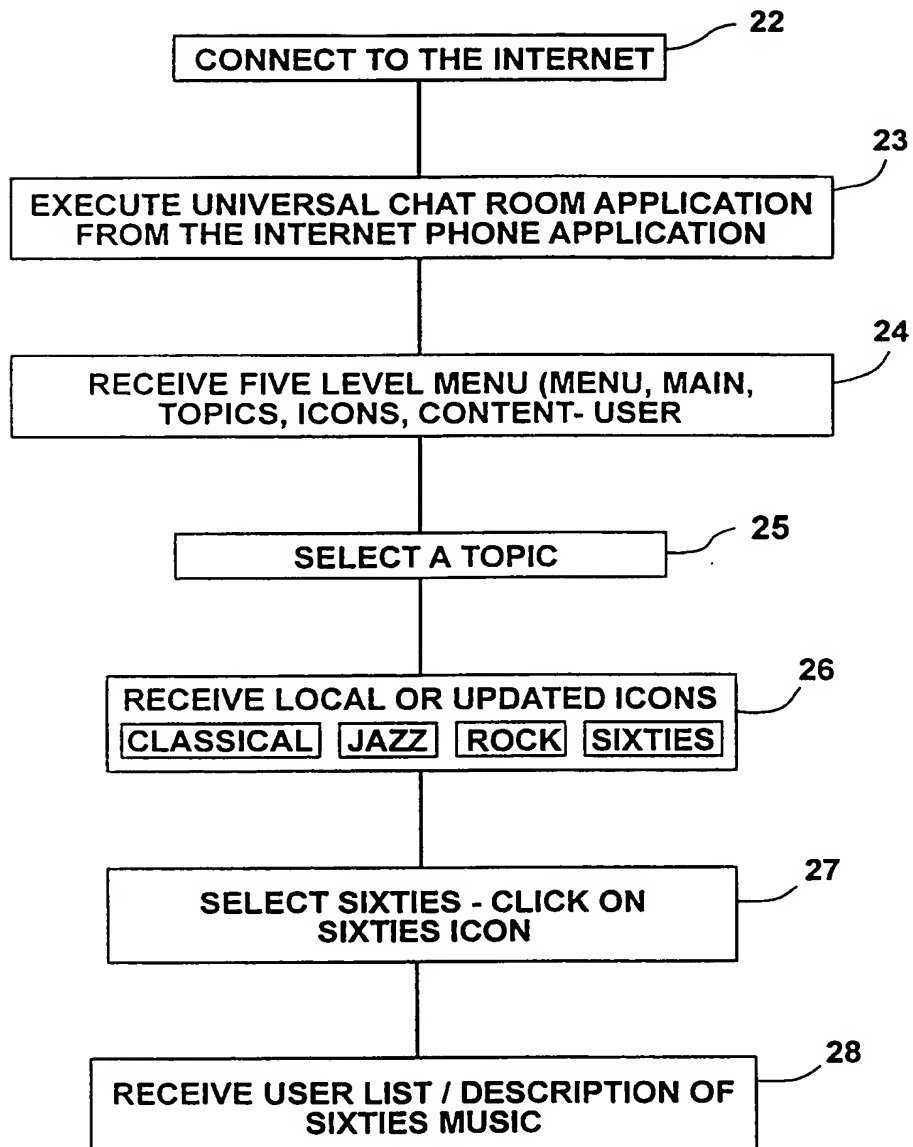 22
CONNECT TO THE INTERNET
23
EXECUTE UNIVERSAL CHAT ROOM APPLICATION
FROM THE INTERNET PHONE APPLICATION
24
RECEIVE FIVE LEVEL MENU (MENU, MAIN,
TOPICS, ICONS, CONTENT- USER
25
SELECT A TOPIC
26
RECEIVE LOCAL OR UPDATED ICONS
CLASSICAL JAZZ ROCK SIXTIES
27
SELECT SIXTIES - CLICK ON
SIXTIES ICON
28
RECEIVE USER LIST / DESCRIPTION OF
SIXTIES MUSIC